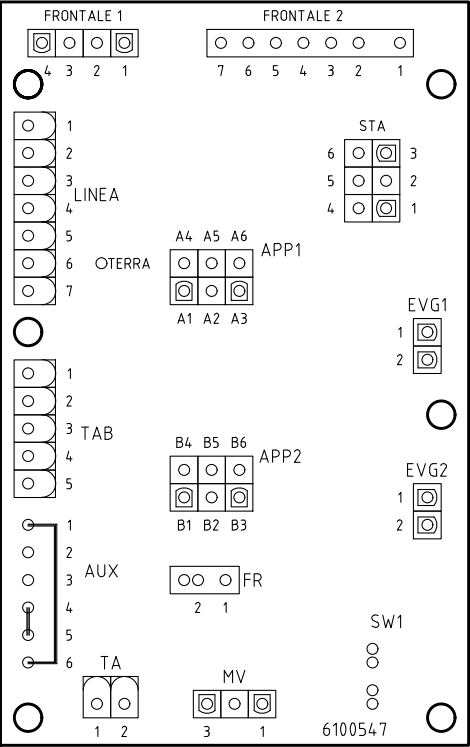 FRONTALE 1
FRONTALE 2
4 3 2 1
7 6 5 4 3 2 1
1
2
3
4
5
6
7
LINEA
STA
6 3
5 2
4 1
TERRA
A4 A5 A6
APP1
A1 A2 A3
EVG1
1
2
1
2
3
4
5
TAB
B4 B5 B6
APP2
B1 B2 B3
EVG2
1
2
1
2
3
4
5
6
AUX
FR
2 1
SW1
TA
1 2
MV
3 1
6100547